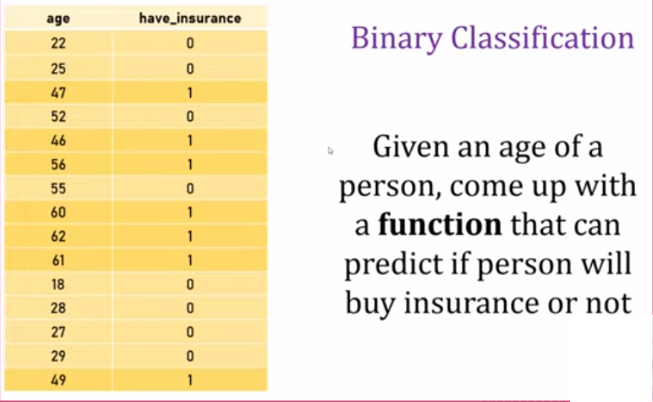 age have_insurance
22 0
25 0
47 1
52 0
46 1
56 1
55 0
60 1
62 1
61 1
18 0
28 0
27 0
29 0
49 1
Binary Classification
Given an age of a
person, come up with
a function that can
predict if person will
buy insurance or not